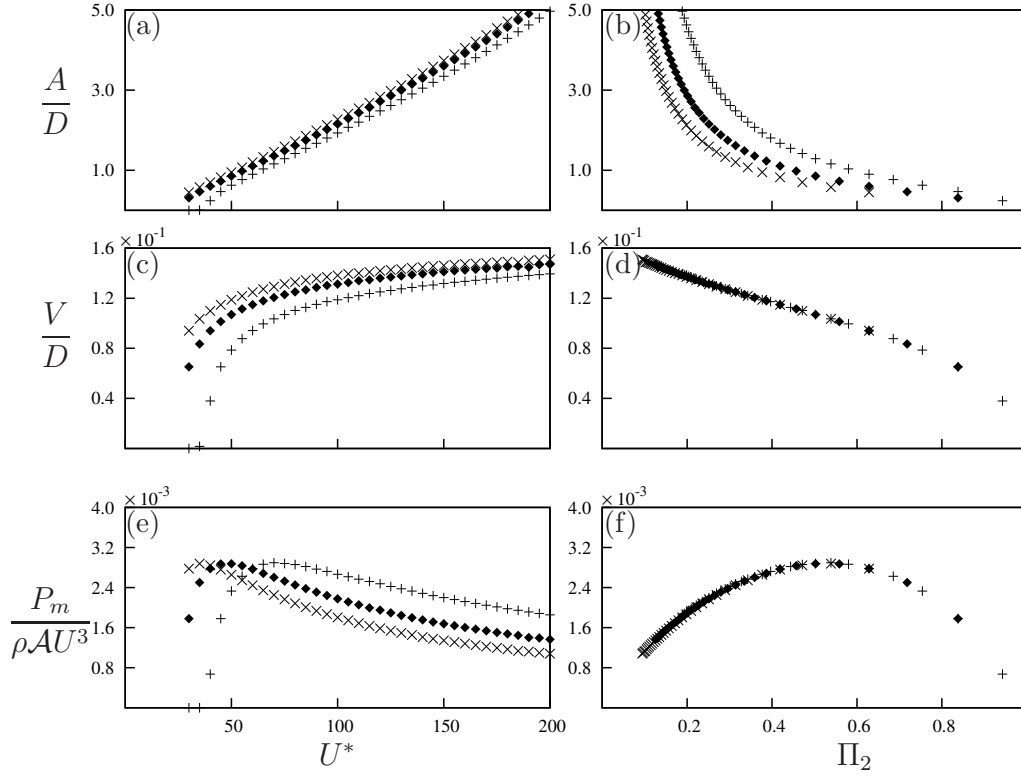 (a)
5.0
3.0
1.0
A
D
(b)
5.0
3.0
1.0
× 10⁻¹
(c)
1.6
1.2
0.8
0.4
V
D
× 10⁻¹
(d)
1.6
1.2
0.8
0.4
× 10⁻³
(e)
4.0
3.2
2.4
1.6
0.8
P_m
ρ𝒜U³
50 100 150 200
U*
× 10⁻³
(f)
4.0
3.2
2.4
1.6
0.8
0.2 0.4 0.6 0.8
Π₂